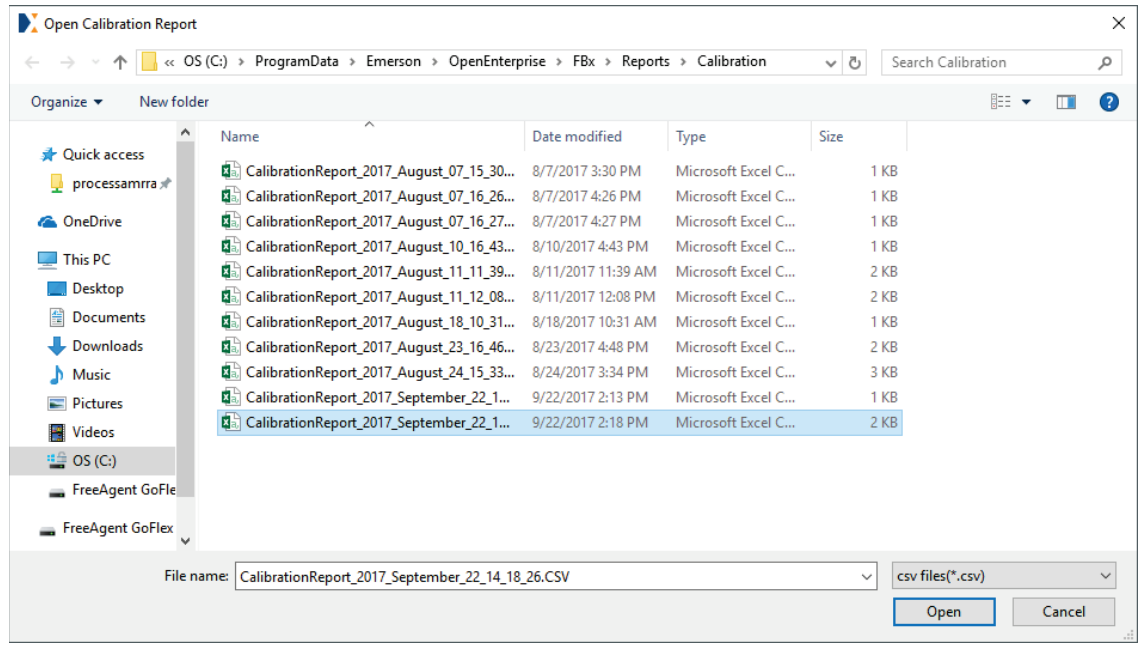 Open Calibration Report
« OS (C:) › ProgramData › Emerson › OpenEnterprise › FBx › Reports › Calibration
Search Calibration
Organize
New folder
Name Date modified Type Size
Quick access
processamrra
OneDrive
This PC
Desktop
Documents
Downloads
Music
Pictures
Videos
OS (C:)
FreeAgent GoFle
FreeAgent GoFlex
CalibrationReport_2017_August_07_15_30... 8/7/2017 3:30 PM Microsoft Excel C... 1 KB
CalibrationReport_2017_August_07_16_26... 8/7/2017 4:26 PM Microsoft Excel C... 1 KB
CalibrationReport_2017_August_07_16_27... 8/7/2017 4:27 PM Microsoft Excel C... 1 KB
CalibrationReport_2017_August_10_16_43... 8/10/2017 4:43 PM Microsoft Excel C... 1 KB
CalibrationReport_2017_August_11_11_39... 8/11/2017 11:39 AM Microsoft Excel C... 2 KB
CalibrationReport_2017_August_11_12_08... 8/11/2017 12:08 PM Microsoft Excel C... 2 KB
CalibrationReport_2017_August_18_10_31... 8/18/2017 10:31 AM Microsoft Excel C... 1 KB
CalibrationReport_2017_August_23_16_46... 8/23/2017 4:48 PM Microsoft Excel C... 2 KB
CalibrationReport_2017_August_24_15_33... 8/24/2017 3:34 PM Microsoft Excel C... 3 KB
CalibrationReport_2017_September_22_1... 9/22/2017 2:13 PM Microsoft Excel C... 1 KB
CalibrationReport_2017_September_22_1... 9/22/2017 2:18 PM Microsoft Excel C... 2 KB
File name: CalibrationReport_2017_September_22_14_18_26.CSV
csv files(*.csv)
Open
Cancel